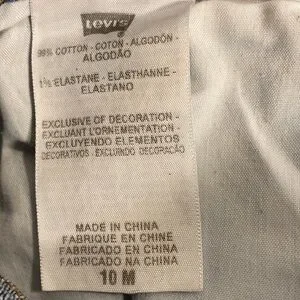 Levi's
99% COTTON - COTON - ALGODÓN -
ALGODÃO
1% ELASTANE - ELASTHANNE -
ELASTANO
EXCLUSIVE OF DECORATION -
EXCLUANT L'ORNEMENTATION -
EXCLUYENDO ELEMENTOS
DECORATIVOS - EXCLUINDO DECORAÇÃO
MADE IN CHINA
FABRIQUE EN CHINE
FABRICADO EN CHINA
FABRICADO NA CHINA
10 M